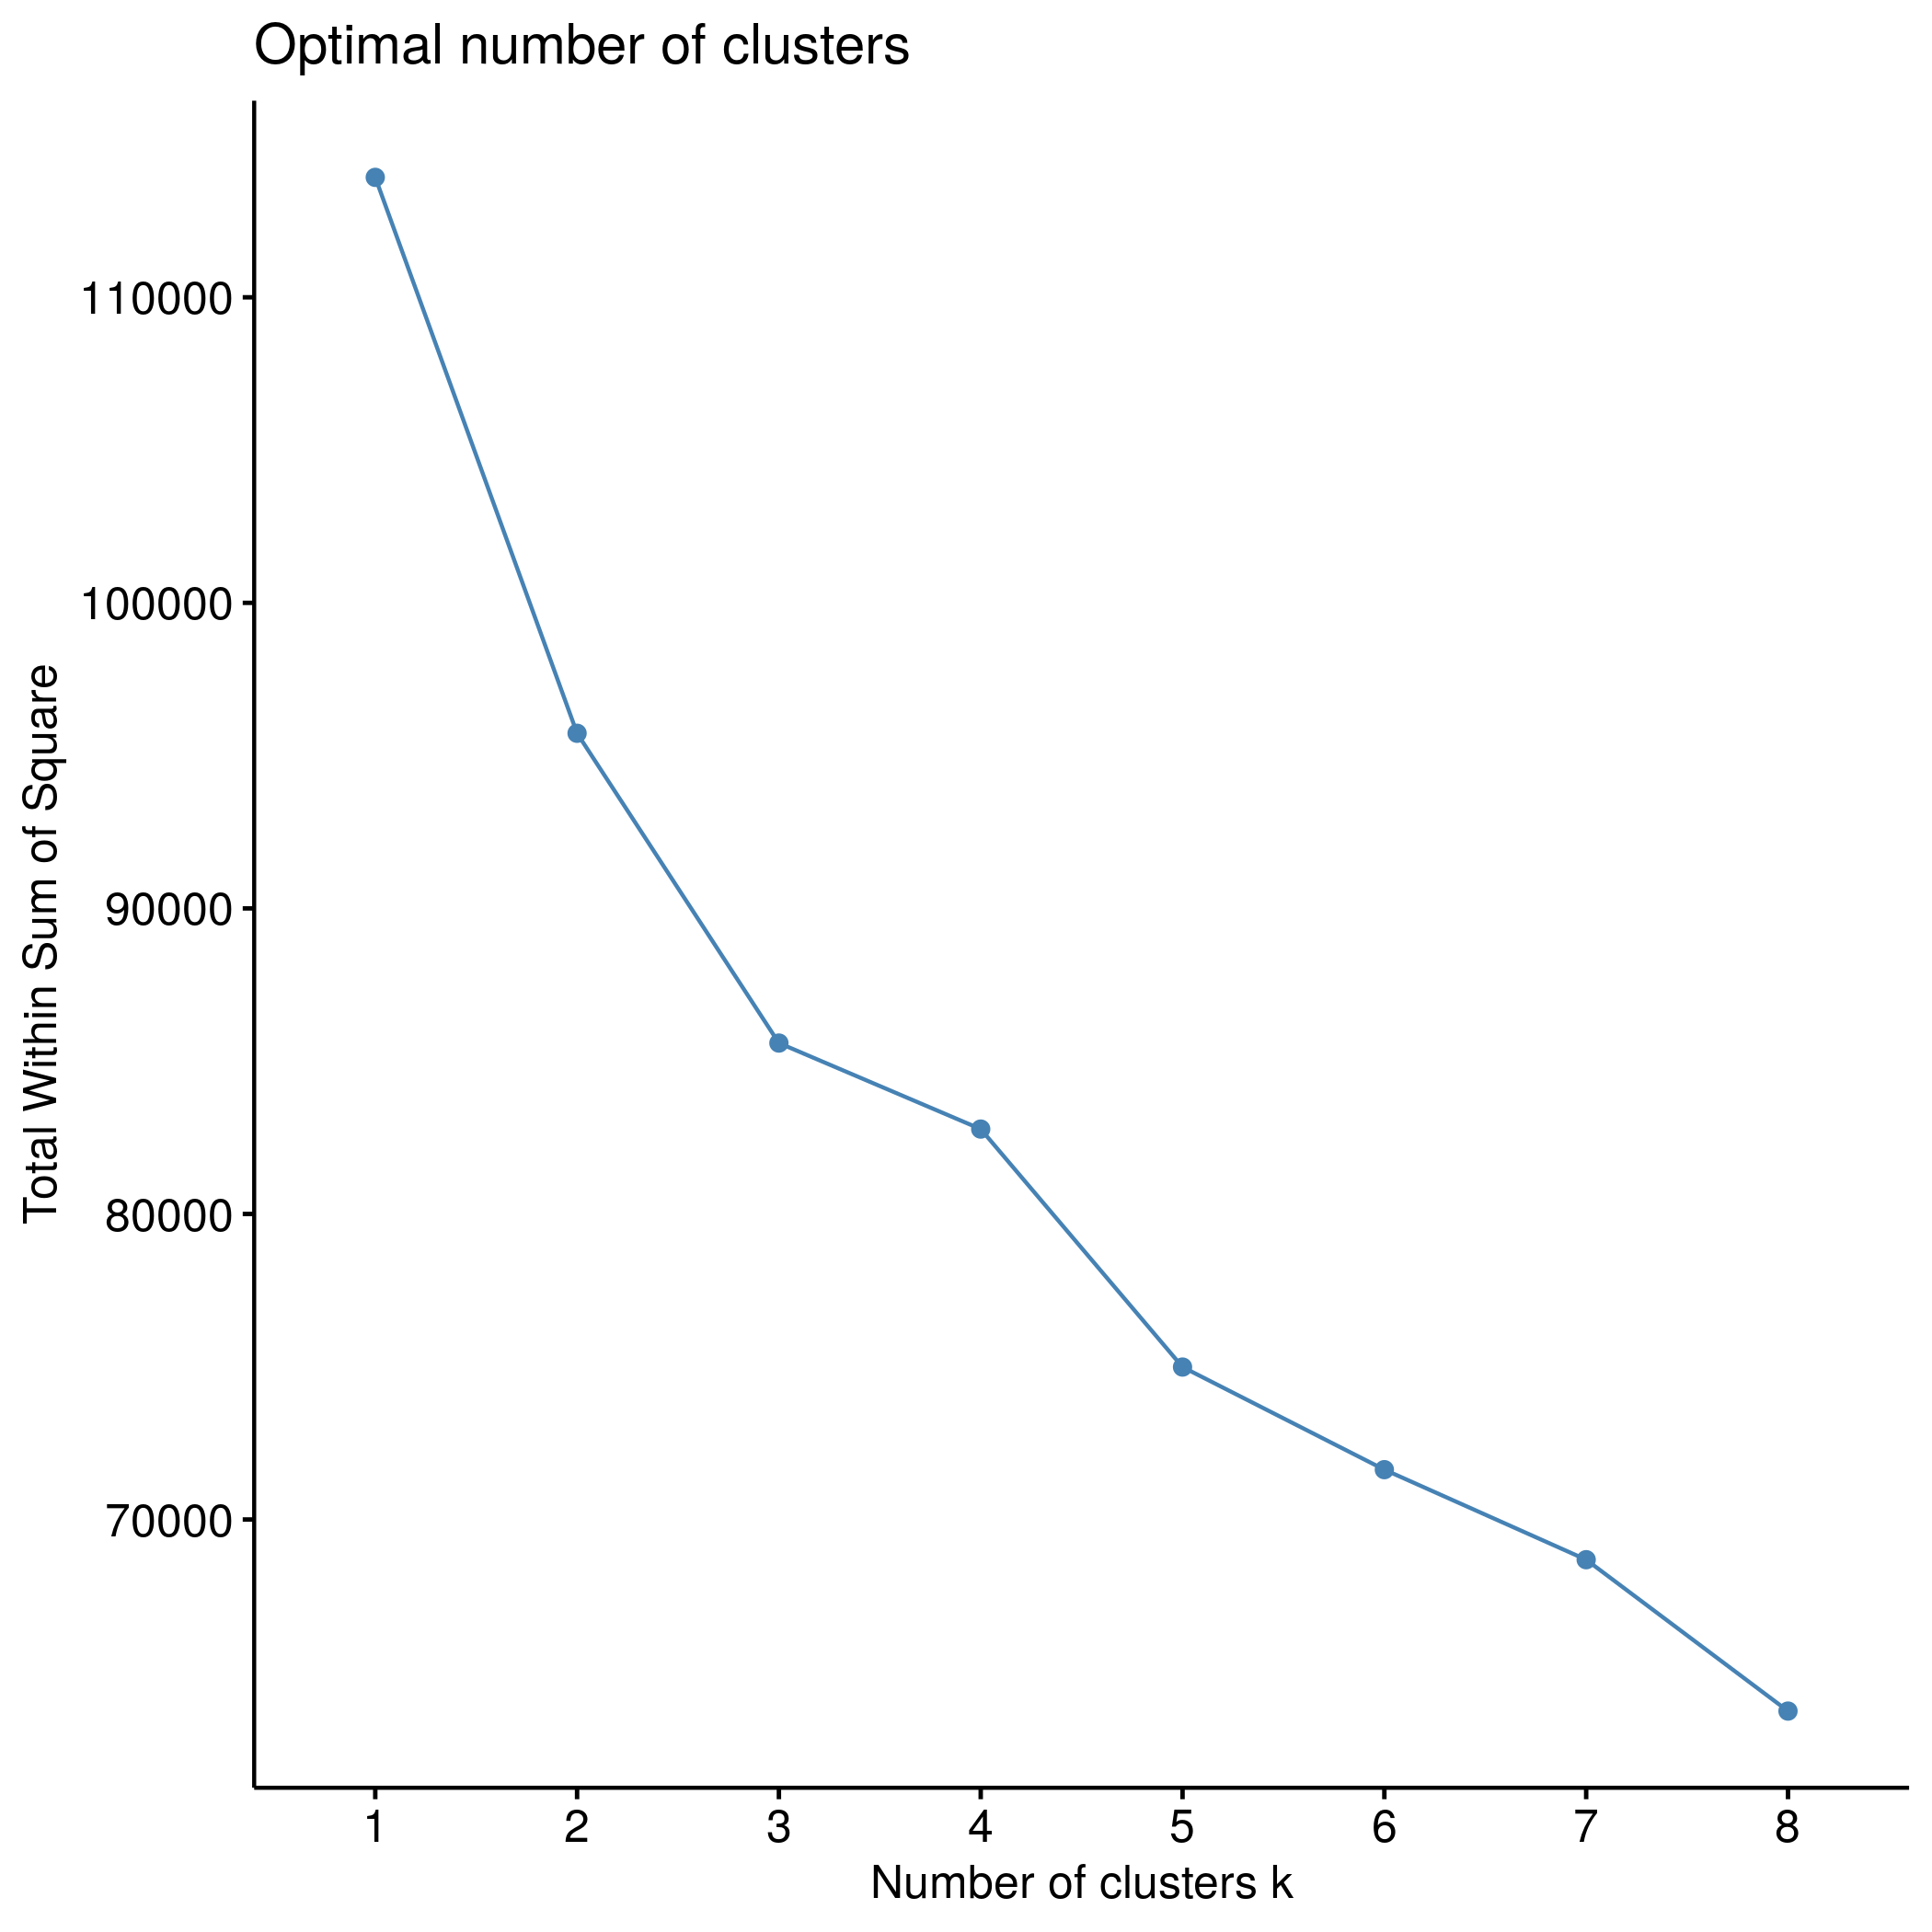 Optimal number of clusters
Total Within Sum of Square
110000
100000
90000
80000
70000
1 2 3 4 5 6 7 8
Number of clusters k